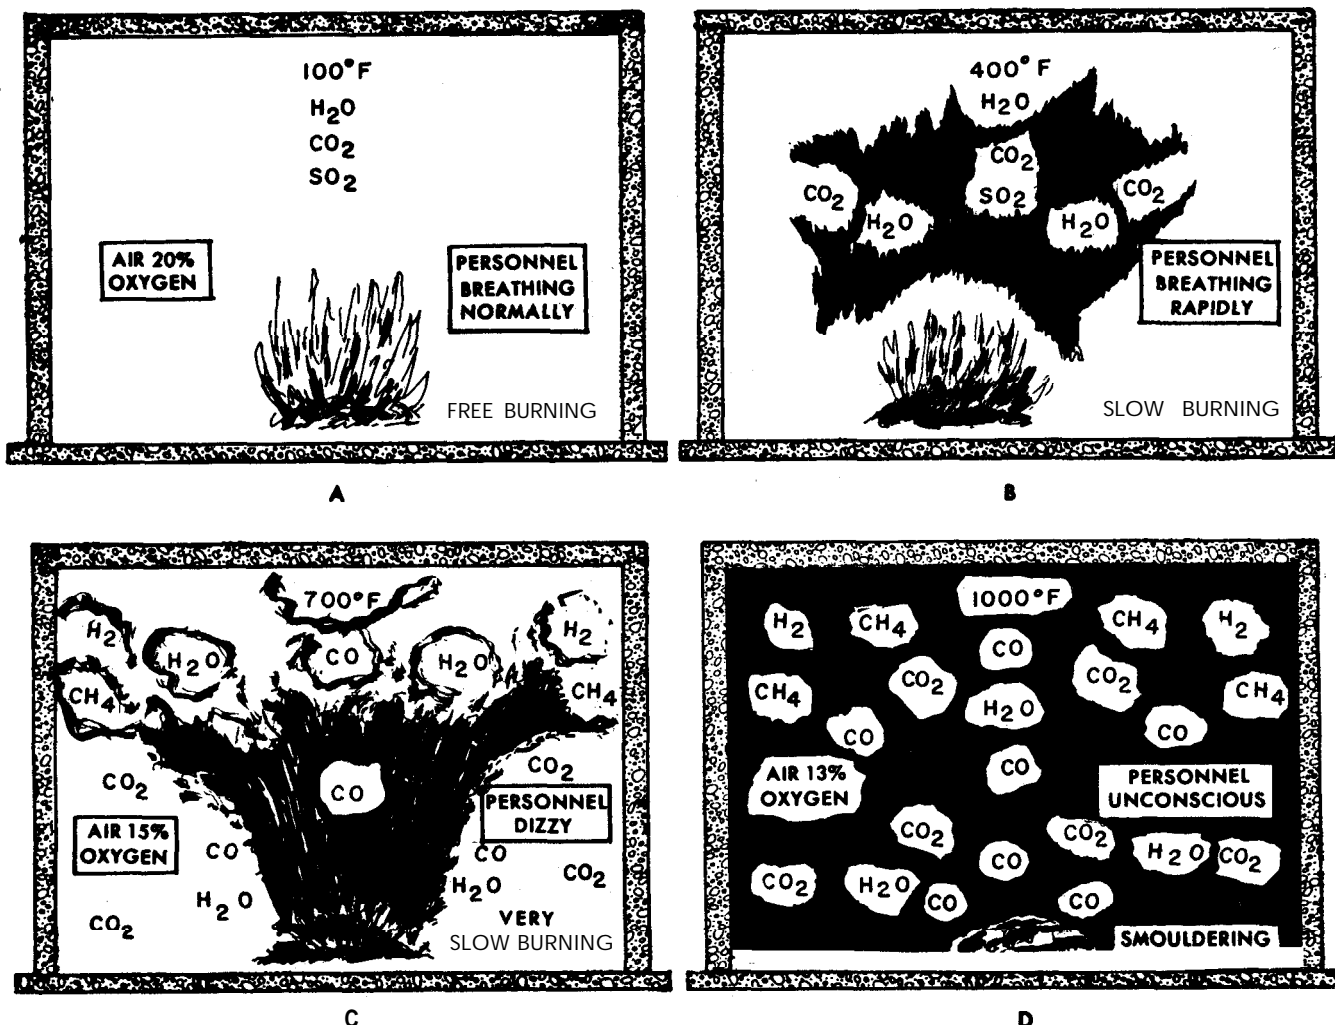 100°F
H2O
CO2
SO2
AIR 20%
OXYGEN
PERSONNEL
BREATHING
NORMALLY
FREE BURNING
A
400°F
H2O
CO2
SO2
CO2
H2O
H2O
CO2
PERSONNEL
BREATHING
RAPIDLY
SLOW BURNING
B
700°F
H2
H2O
CO
H2O
H2
CH4
CH4
CO2
CO
CO2
PERSONNEL
DIZZY
AIR 15%
OXYGEN
CO
CO
H2O
H2O
CO2
CO2
VERY
SLOW BURNING
C
1000°F
H2
CH4
CO
CH4
H2
CH4
CO2
H2O
CO2
CH4
CO
CO
CO
AIR 13%
OXYGEN
PERSONNEL
UNCONSCIOUS
CO2
CO
CO2
H2O
CO2
CO2
H2O
CO
CO
SMOULDERING
D